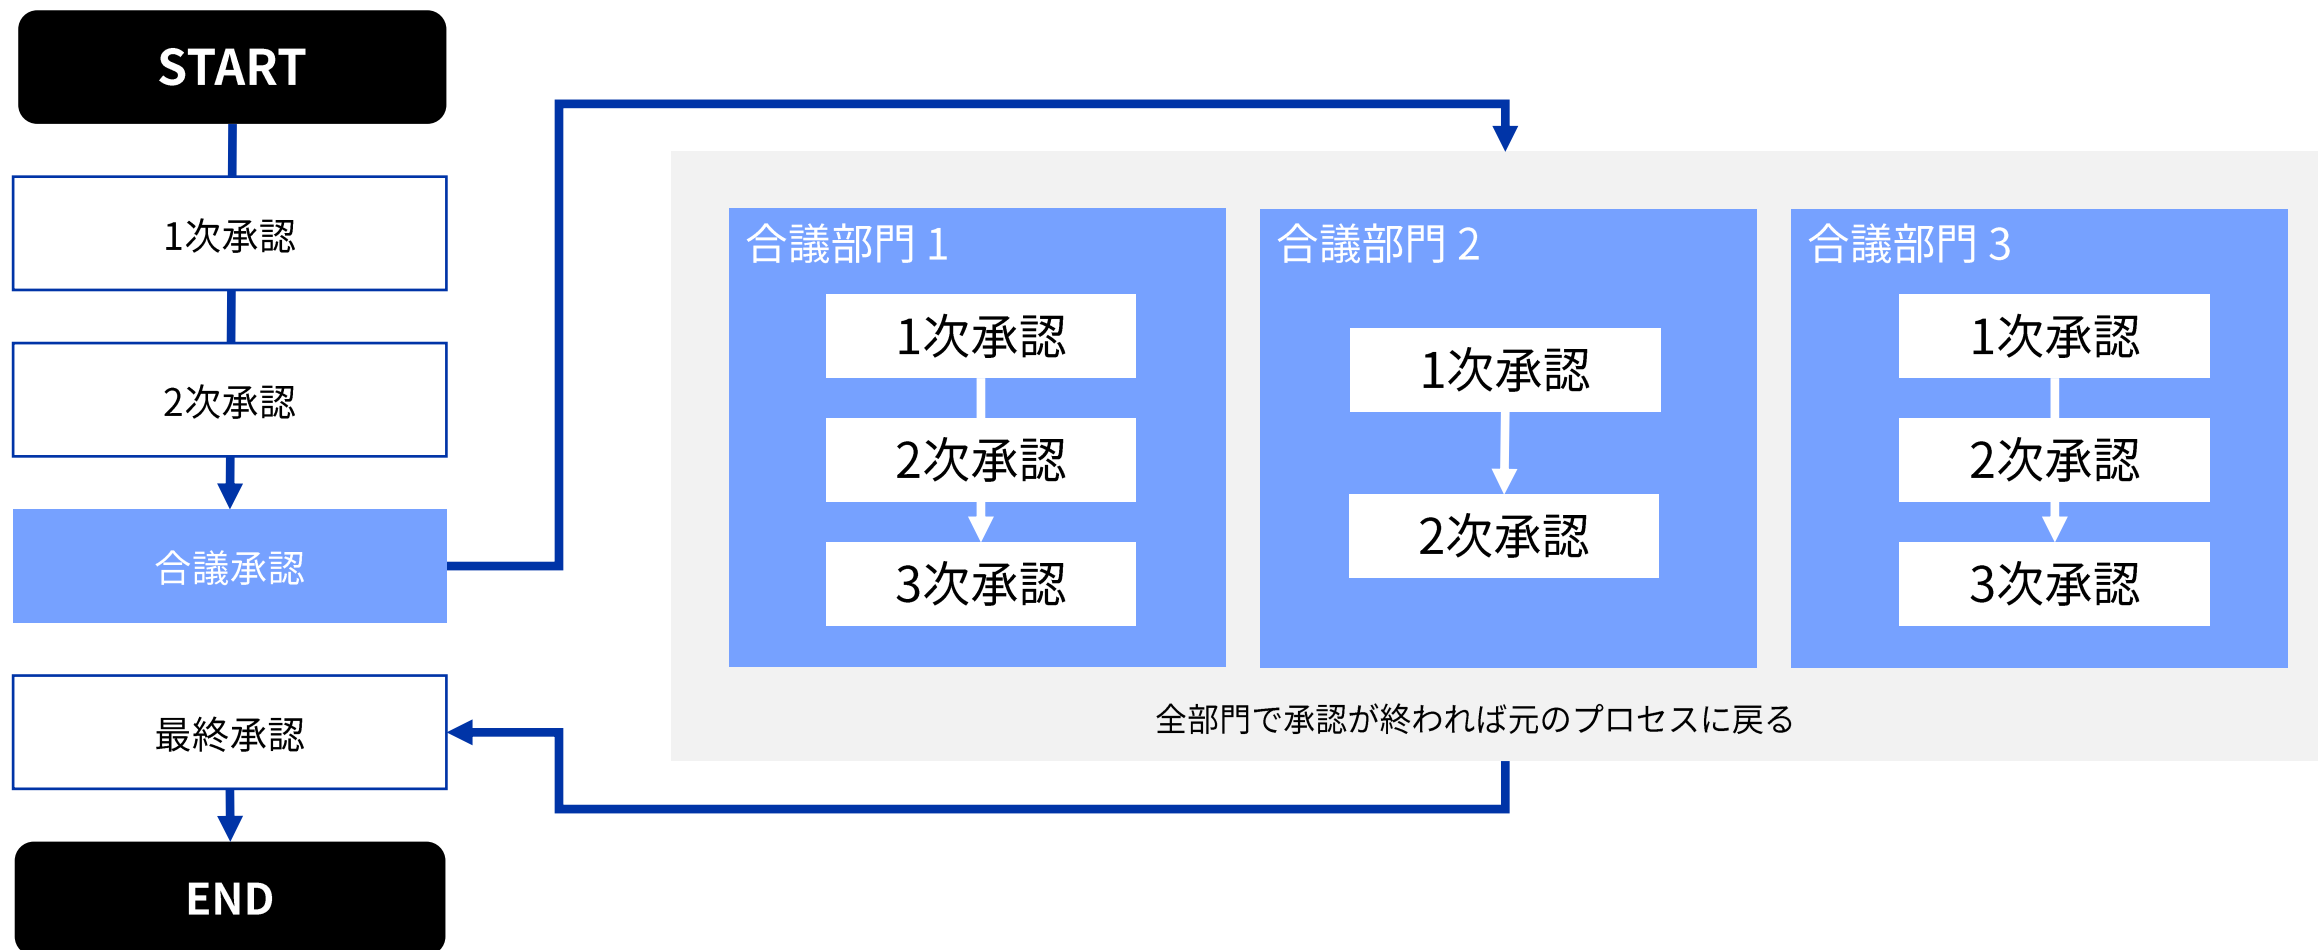 START
1次承認
2次承認
合議承認
最終承認
END
合議部門 1
1次承認
2次承認
3次承認
合議部門 2
1次承認
2次承認
合議部門 3
1次承認
2次承認
3次承認
全部門で承認が終われば元のプロセスに戻る